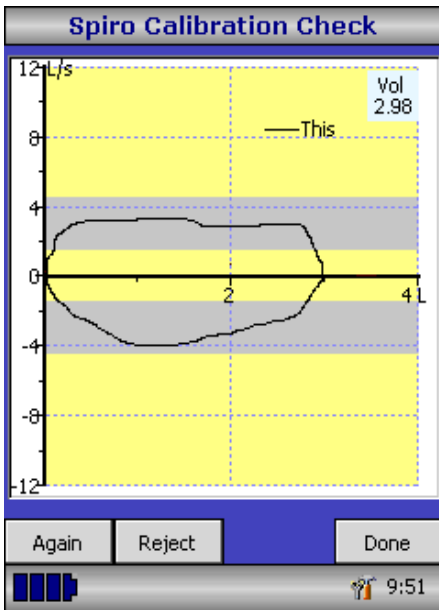 Spiro Calibration Check
12 L/s
Vol
2.98
This
8
4
0
2
4 L
-4
-8
-12
Again Reject Done
9:51